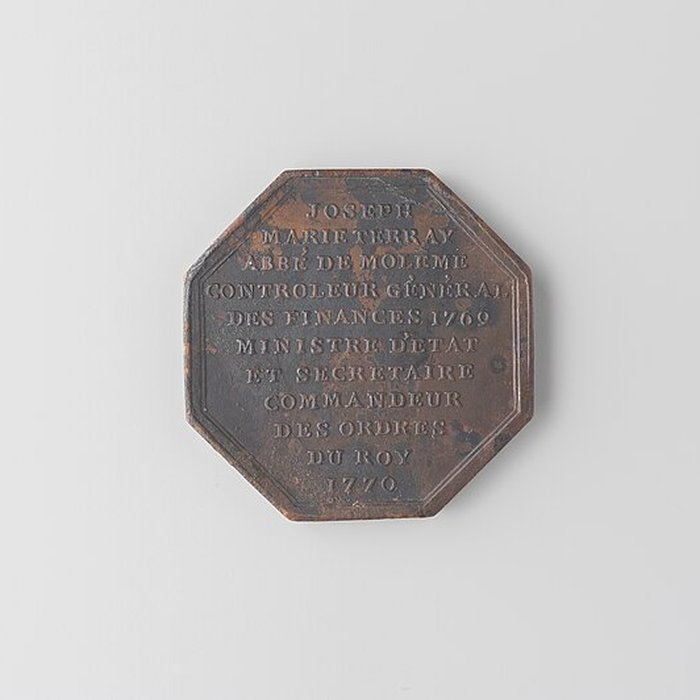 JOSEPH
MARIE TERRAY
ABBÉ DE MOLEME
CONTROLEUR GÉNÉRAL
DES FINANCES 1769
MINISTRE D'ETAT
ET SECRETAIRE
COMMANDEUR
DES ORDRES
DU ROY
1770